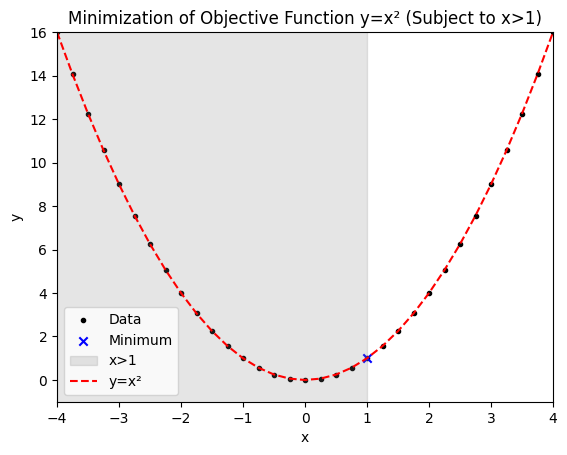 Minimization of Objective Function y=x² (Subject to x>1)
16
14
12
10
8
6
4
2
0
y
Data
Minimum
x>1
y=x²
−4 −3 −2 −1 0 1 2 3 4
x